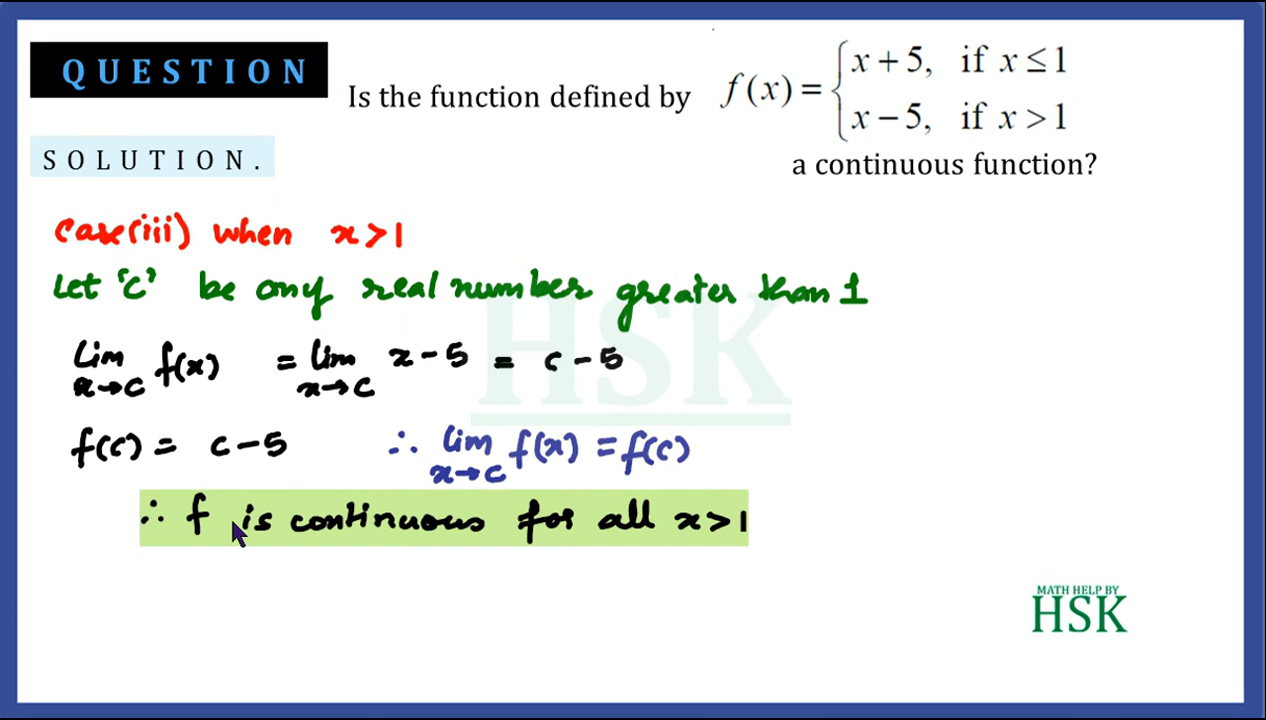 QUESTION
Is the function defined by f(x) = { x + 5, if x ≤ 1
x − 5, if x > 1
a continuous function?
SOLUTION.
Case(iii) when x > 1
Let 'c' be any real number greater than 1
lim x→c f(x) = lim x→c x − 5 = c − 5
f(c) = c − 5 ∴ lim x→c f(x) = f(c)
∴ f is continuous for all x > 1
HSK
MATH HELP BY
HSK